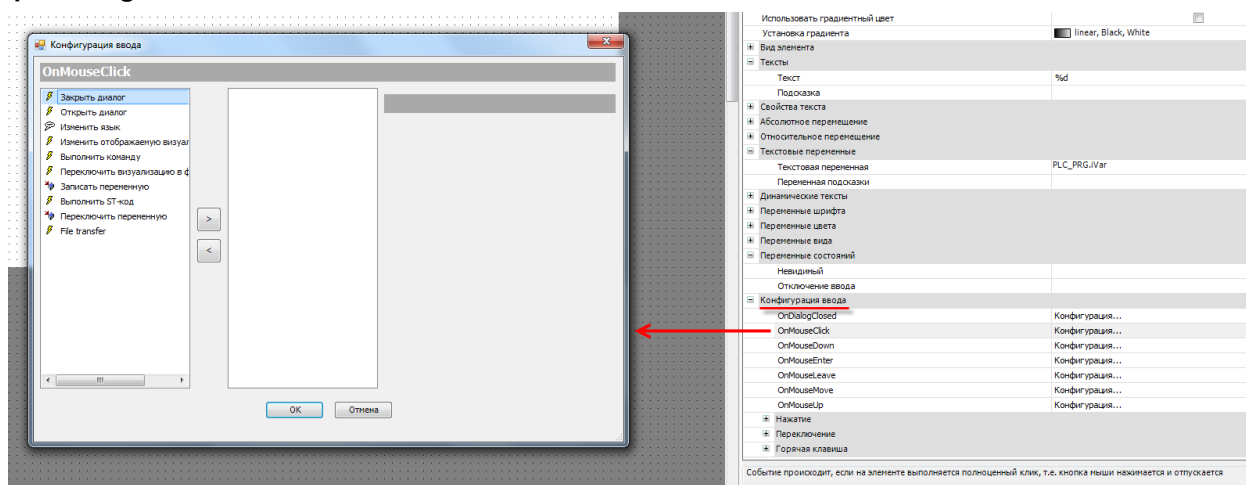 Конфигурация ввода
OnMouseClick
Закрыть диалог
Открыть диалог
Изменить язык
Изменить отображаемую визуал
Выполнить команду
Переключить визуализацию в ф
Записать переменную
Выполнить ST-код
Переключить переменную
File transfer
>
<
OK Отмена
Использовать градиентный цвет
Установка градиента linear, Black, White
Вид элемента
Тексты
Текст %d
Подсказка
Свойства текста
Абсолютное перемещение
Относительное перемещение
Текстовые переменные
Текстовая переменная PLC_PRG.iVar
Переменная подсказки
Динамические тексты
Переменные шрифта
Переменные цвета
Переменные вида
Переменные состояний
Невидимый
Отключение ввода
Конфигурация ввода
OnDialogClosed Конфигурация...
OnMouseClick Конфигурация...
OnMouseDown Конфигурация...
OnMouseEnter Конфигурация...
OnMouseLeave Конфигурация...
OnMouseMove Конфигурация...
OnMouseUp Конфигурация...
Нажатие
Переключение
Горячая клавиша
Событие происходит, если на элементе выполняется полноценный клик, т.е. кнопка мыши нажимается и отпускается